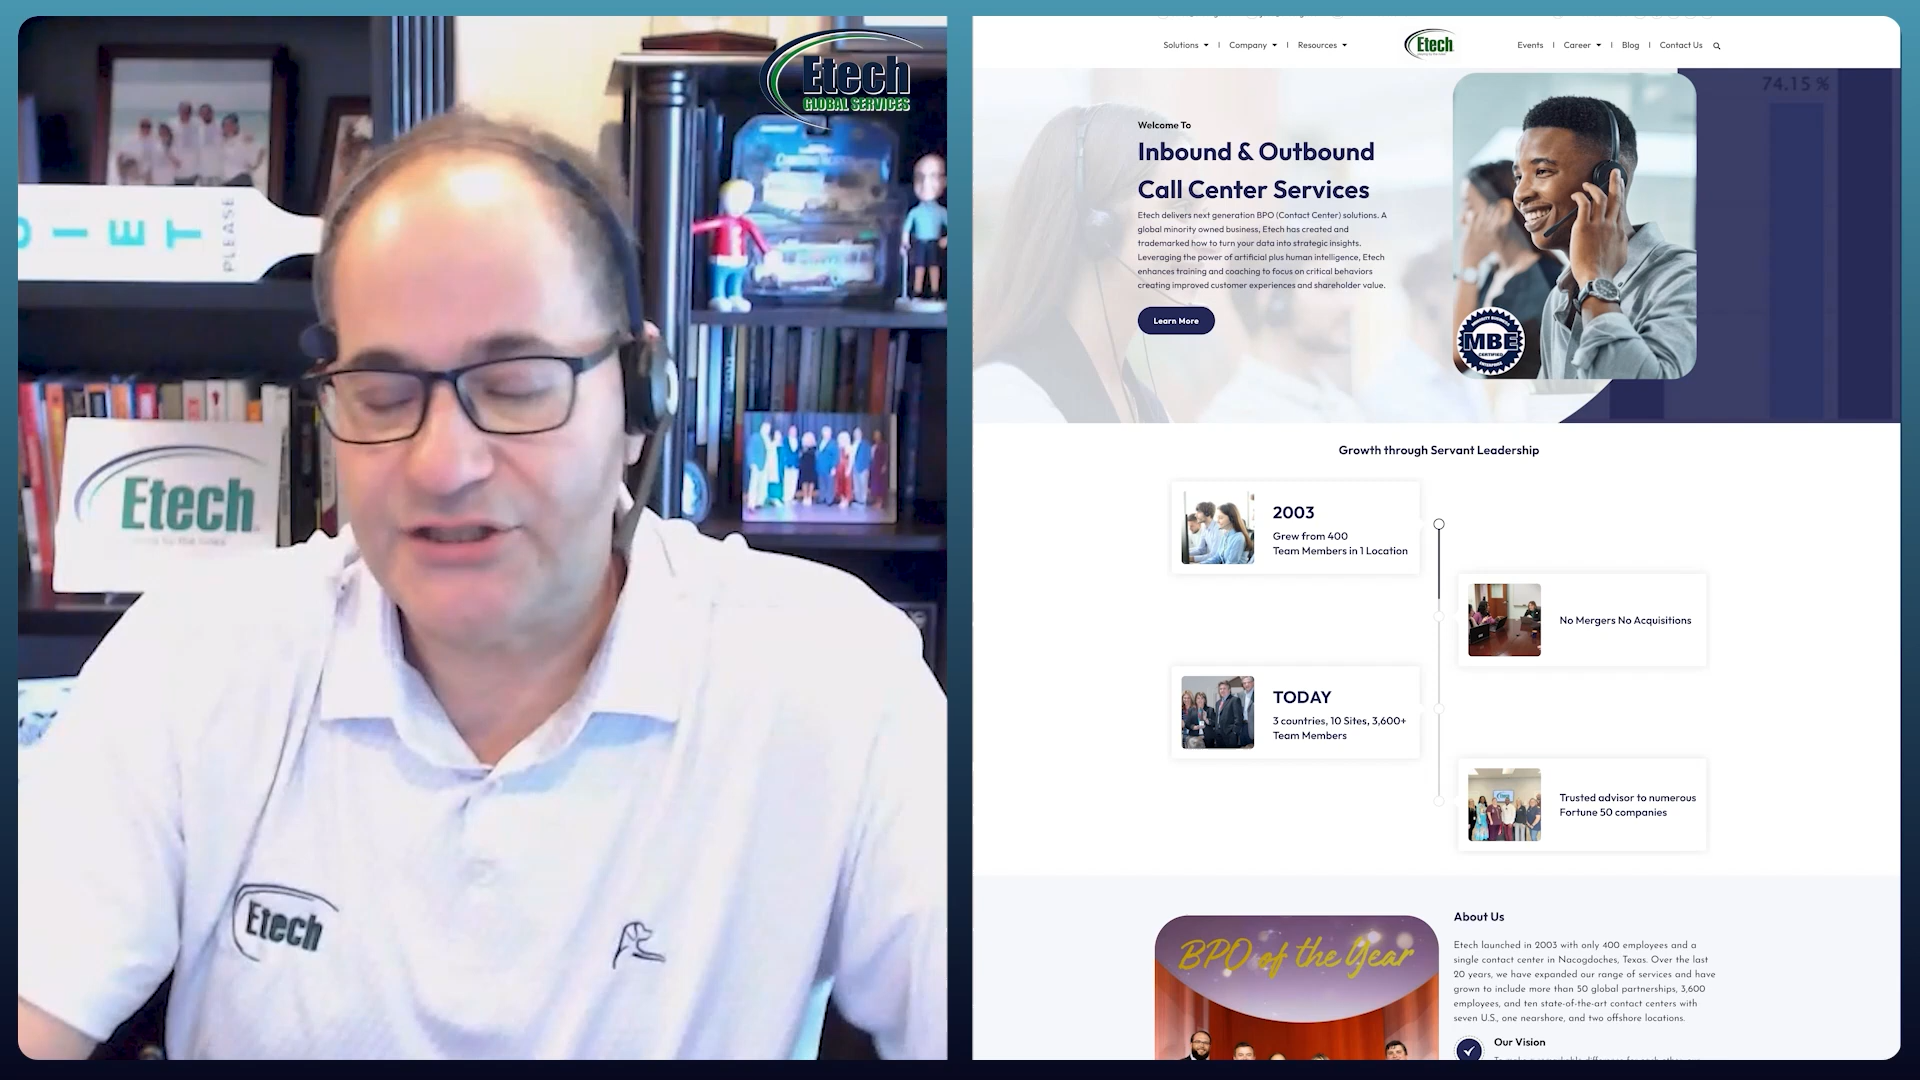 Etech
GLOBAL SERVICES
I E T
PLEASE
Etech
Etech
Solutions
Company
Resources
Etech
Events
Career
Blog
Contact Us
74.15 %
Welcome To
Inbound & Outbound
Call Center Services
Etech delivers next generation BPO (Contact Center) solutions. A
global minority owned business, Etech has created and
trademarked how to turn your data into strategic insights.
Leveraging the power of artificial plus human intelligence, Etech
enhances training and coaching to focus on critical behaviors
creating improved customer experiences and shareholder value.
Learn More
MBE
CERTIFIED
Growth through Servant Leadership
2003
Grew from 400
Team Members in 1 Location
No Mergers No Acquisitions
TODAY
3 countries, 10 Sites, 3,600+
Team Members
Trusted advisor to numerous
Fortune 50 companies
BPO of the Year
About Us
Etech launched in 2003 with only 400 employees and a
single contact center in Nacogdoches, Texas. Over the last
20 years, we have expanded our range of services and have
grown to include more than 50 global partnerships, 3,600
employees, and ten state-of-the-art contact centers with
seven U.S., one nearshore, and two offshore locations.
Our Vision